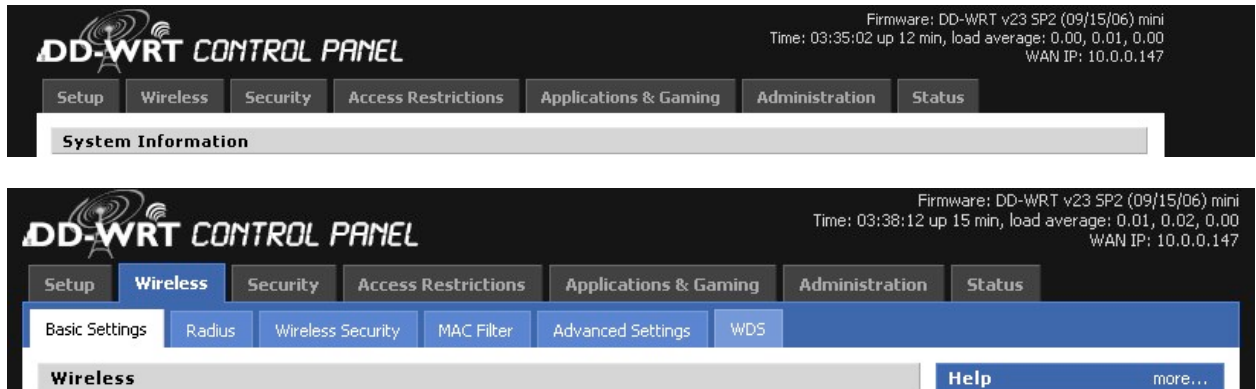 DD-WRT CONTROL PANEL
Firmware: DD-WRT v23 SP2 (09/15/06) mini
Time: 03:35:02 up 12 min, load average: 0.00, 0.01, 0.00
WAN IP: 10.0.0.147
Setup Wireless Security Access Restrictions Applications & Gaming Administration Status
System Information
DD-WRT CONTROL PANEL
Firmware: DD-WRT v23 SP2 (09/15/06) mini
Time: 03:38:12 up 15 min, load average: 0.01, 0.02, 0.00
WAN IP: 10.0.0.147
Setup Wireless Security Access Restrictions Applications & Gaming Administration Status
Basic Settings Radius Wireless Security MAC Filter Advanced Settings WDS
Wireless Help more...